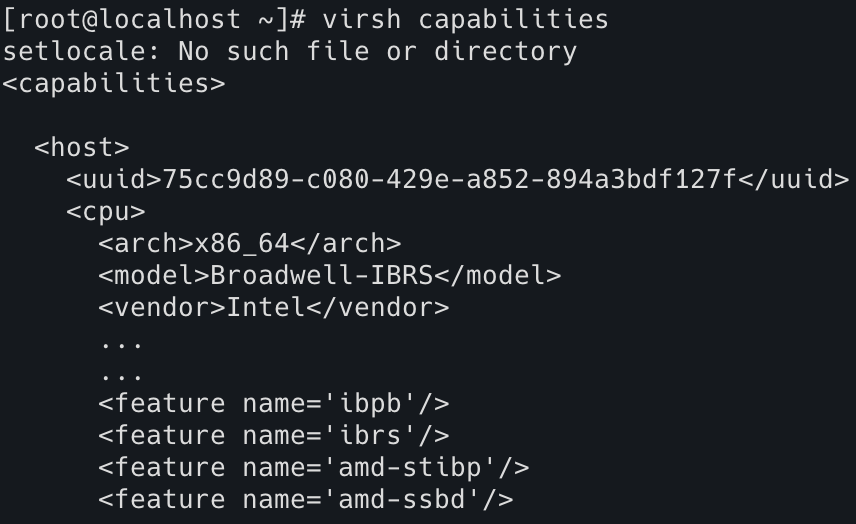 [root@localhost ~]# virsh capabilities
setlocale: No such file or directory
<capabilities>

  <host>
    <uuid>75cc9d89-c080-429e-a852-894a3bdf127f</uuid>
    <cpu>
      <arch>x86_64</arch>
      <model>Broadwell-IBRS</model>
      <vendor>Intel</vendor>
      ...
      ...
      <feature name='ibpb'/>
      <feature name='ibrs'/>
      <feature name='amd-stibp'/>
      <feature name='amd-ssbd'/>